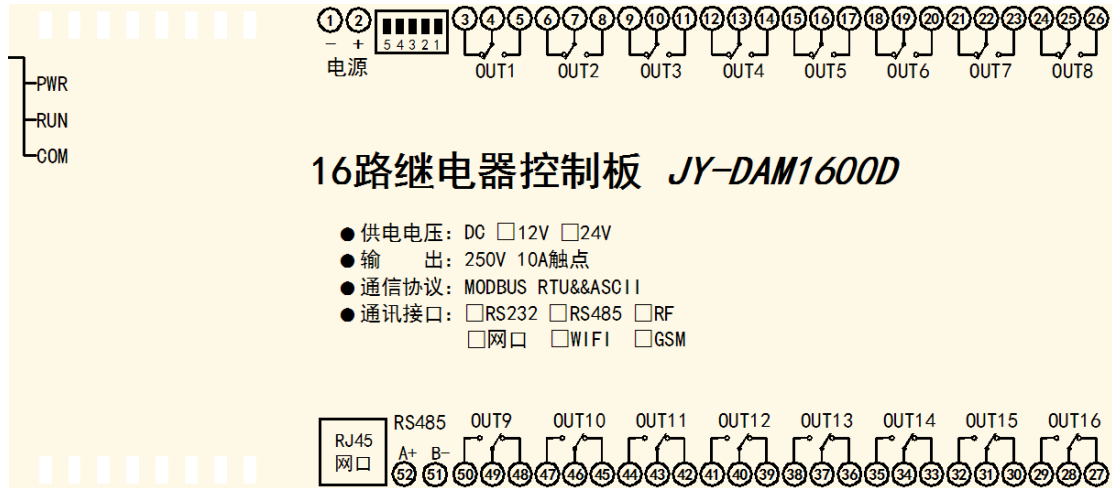 1 2 3 4 5 6 7 8 9 10 11 12 13 14 15 16 17 18 19 20 21 22 23 24 25 26
- + 5 4 3 2 1
电源 OUT1 OUT2 OUT3 OUT4 OUT5 OUT6 OUT7 OUT8
PWR
RUN
COM
16路继电器控制板 JY-DAM1600D
●供电电压: DC □12V □24V
●输 出: 250V 10A触点
●通信协议: MODBUS RTU&&ASCII
●通讯接口: □RS232 □RS485 □RF
□网口 □WIFI □GSM
RS485 OUT9 OUT10 OUT11 OUT12 OUT13 OUT14 OUT15 OUT16
RJ45
网口
A+ B-
52 51 50 49 48 47 46 45 44 43 42 41 40 39 38 37 36 35 34 33 32 31 30 29 28 27